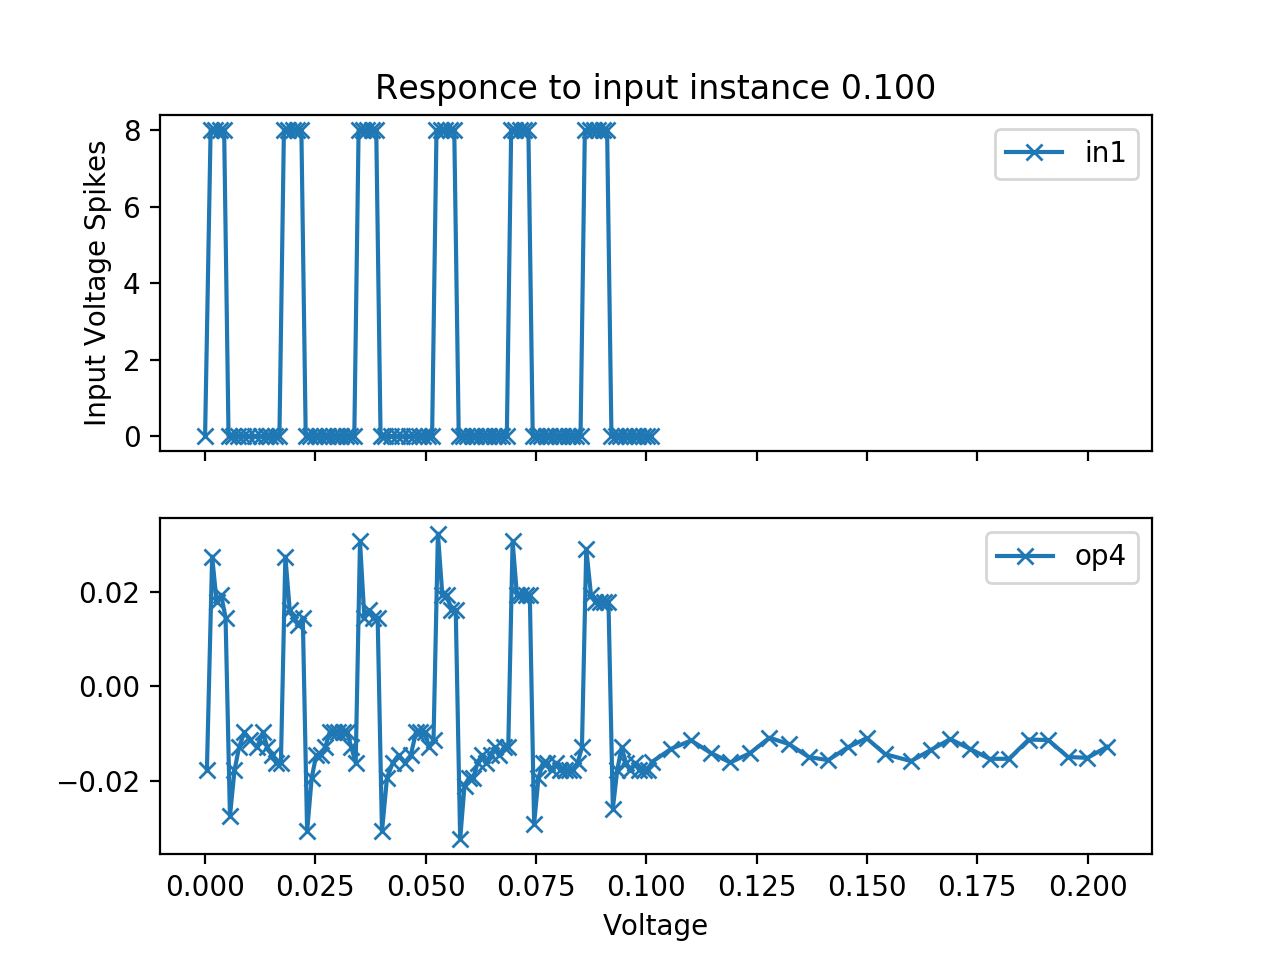 Responce to input instance 0.100
in1
Input Voltage Spikes
8
6
4
2
0
op4
0.02
0.00
−0.02
0.000 0.025 0.050 0.075 0.100 0.125 0.150 0.175 0.200
Voltage